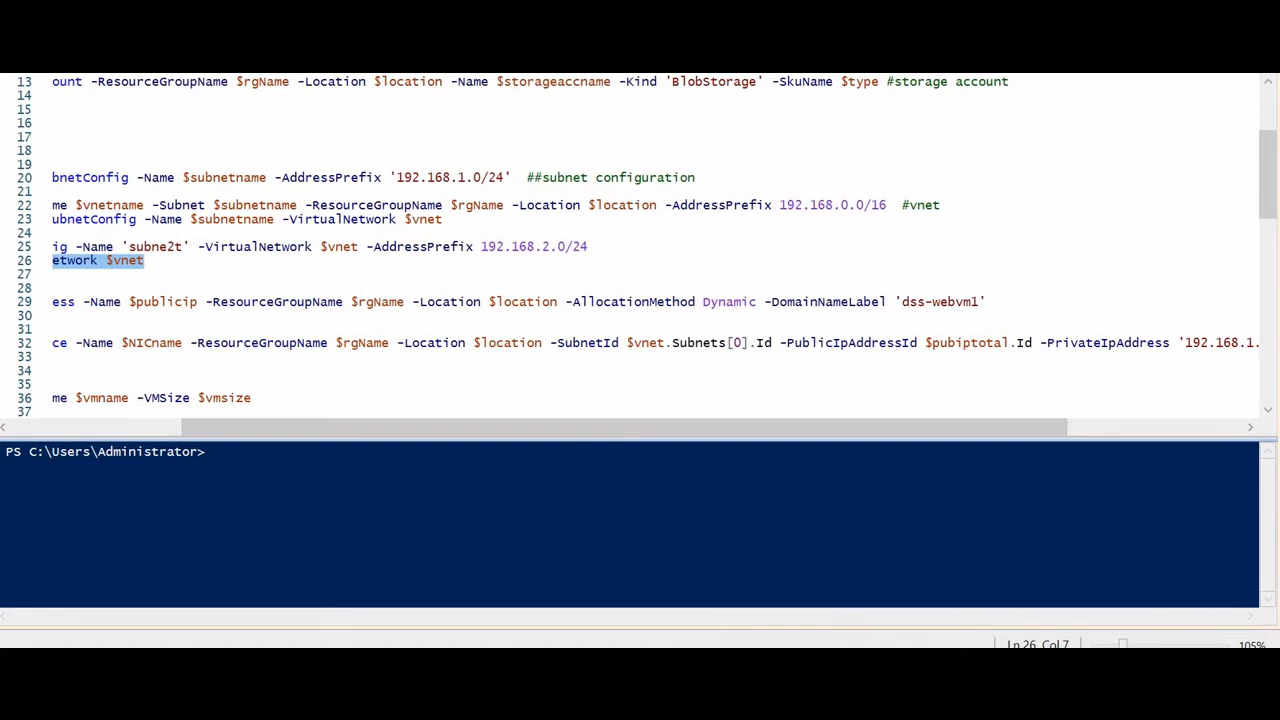 13 ount -ResourceGroupName $rgName -Location $location -Name $storageaccname -Kind 'BlobStorage' -SkuName $type #storage account
14
15
16
17
18
19
20 bnetConfig -Name $subnetname -AddressPrefix '192.168.1.0/24' ##subnet configuration
21
22 me $vnetname -Subnet $subnetname -ResourceGroupName $rgName -Location $location -AddressPrefix 192.168.0.0/16 #vnet
23 ubnetConfig -Name $subnetname -VirtualNetwork $vnet
24
25 ig -Name 'subne2t' -VirtualNetwork $vnet -AddressPrefix 192.168.2.0/24
26 etwork $vnet
27
28
29 ess -Name $publicip -ResourceGroupName $rgName -Location $location -AllocationMethod Dynamic -DomainNameLabel 'dss-webvm1'
30
31
32 ce -Name $NICname -ResourceGroupName $rgName -Location $location -SubnetId $vnet.Subnets[0].Id -PublicIpAddressId $pubiptotal.Id -PrivateIpAddress '192.168.1.
33
34
35
36 me $vmname -VMSize $vmsize
37
PS C:\Users\Administrator>
Ln 26 Col 7 105%